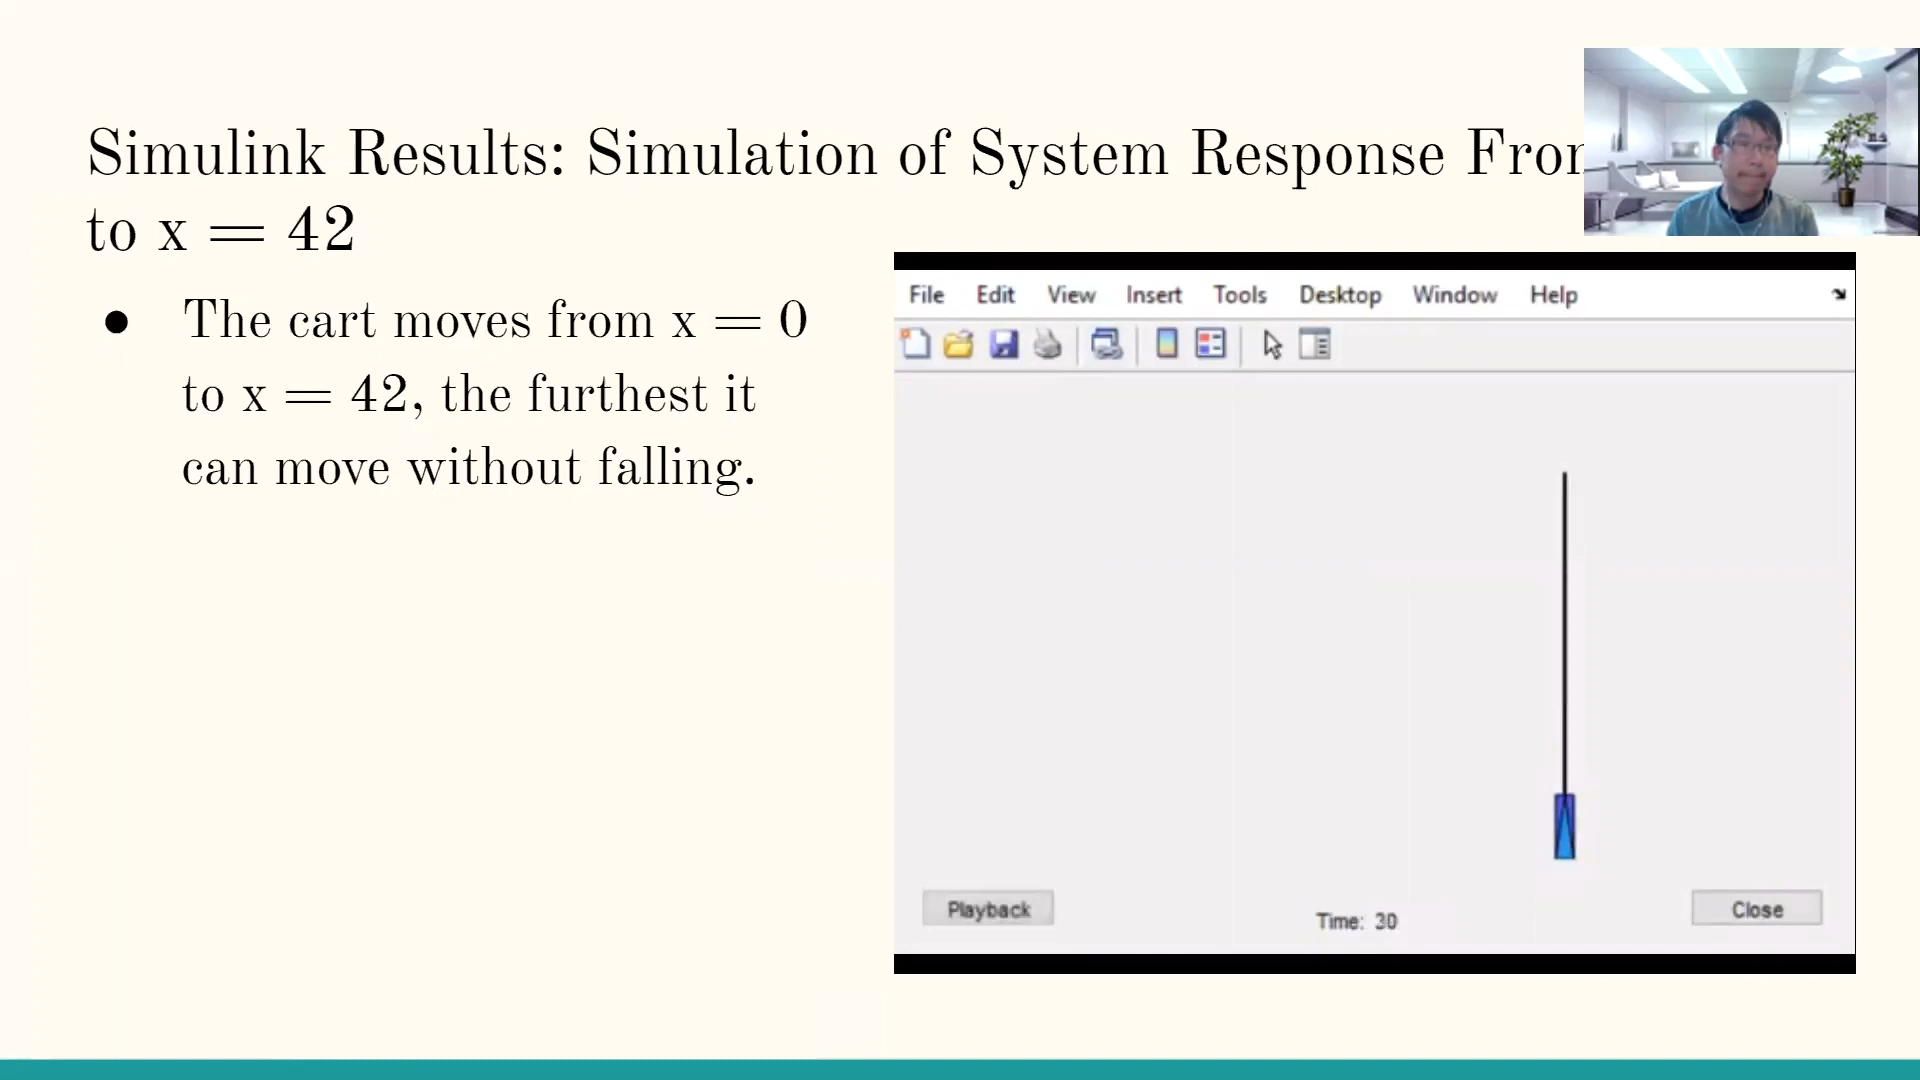 Simulink Results: Simulation of System Response
to x = 42
The cart moves from x = 0
to x = 42, the furthest it
can move without falling.
File Edit View Insert Tools Desktop Window Help
Playback
Time: 30
Close